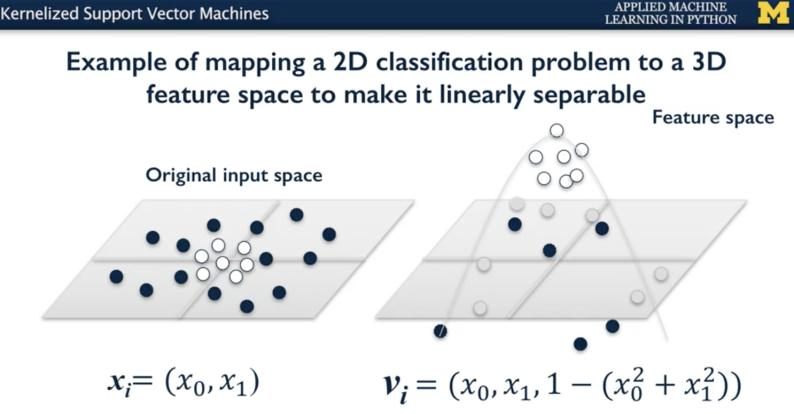 Kernelized Support Vector Machines
APPLIED MACHINE
LEARNING IN PYTHON
M
Example of mapping a 2D classification problem to a 3D
feature space to make it linearly separable
Feature space
Original input space
𝒙ᵢ= (x₀, x₁)
𝒗ᵢ = (x₀, x₁, 1 − (x₀² + x₁²))